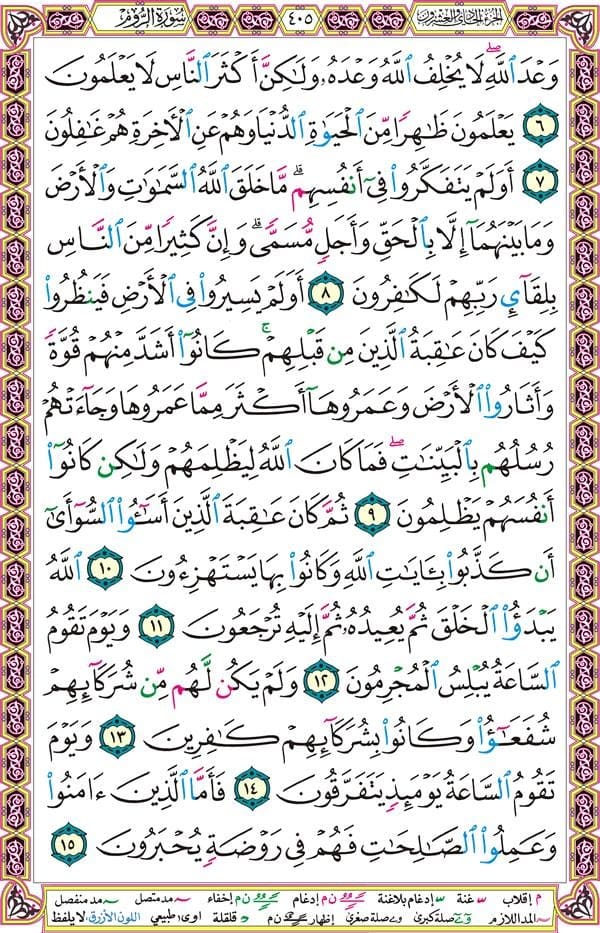 الجزء الحادي والعشرون ٤٠٥ سورة الروم
وَعْدَ ٱللَّهِ ۖ لَا يُخْلِفُ ٱللَّهُ وَعْدَهُۥ وَلَـٰكِنَّ أَكْثَرَ ٱلنَّاسِ لَا يَعْلَمُونَ
٦ يَعْلَمُونَ ظَـٰهِرًا مِّنَ ٱلْحَيَوٰةِ ٱلدُّنْيَا وَهُمْ عَنِ ٱلْـَٔاخِرَةِ هُمْ غَـٰفِلُونَ
٧ أَوَلَمْ يَتَفَكَّرُوا۟ فِىٓ أَنفُسِهِم ۗ مَّا خَلَقَ ٱللَّهُ ٱلسَّمَـٰوَٰتِ وَٱلْأَرْضَ
وَمَا بَيْنَهُمَآ إِلَّا بِٱلْحَقِّ وَأَجَلٍ مُّسَمًّى ۗ وَإِنَّ كَثِيرًا مِّنَ ٱلنَّاسِ
بِلِقَآئِ رَبِّهِمْ لَكَـٰفِرُونَ ٨ أَوَلَمْ يَسِيرُوا۟ فِى ٱلْأَرْضِ فَيَنظُرُوا۟
كَيْفَ كَانَ عَـٰقِبَةُ ٱلَّذِينَ مِن قَبْلِهِمْ ۚ كَانُوٓا۟ أَشَدَّ مِنْهُمْ قُوَّةً
وَأَثَارُوا۟ ٱلْأَرْضَ وَعَمَرُوهَآ أَكْثَرَ مِمَّا عَمَرُوهَا وَجَآءَتْهُمْ
رُسُلُهُم بِٱلْبَيِّنَـٰتِ ۖ فَمَا كَانَ ٱللَّهُ لِيَظْلِمَهُمْ وَلَـٰكِن كَانُوٓا۟
أَنفُسَهُمْ يَظْلِمُونَ ٩ ثُمَّ كَانَ عَـٰقِبَةَ ٱلَّذِينَ أَسَـٰٓـُٔوا۟ ٱلسُّوٓأَىٰٓ
أَن كَذَّبُوا۟ بِـَٔايَـٰتِ ٱللَّهِ وَكَانُوا۟ بِهَا يَسْتَهْزِءُونَ ١٠ ٱللَّهُ
يَبْدَؤُا۟ ٱلْخَلْقَ ثُمَّ يُعِيدُهُۥ ثُمَّ إِلَيْهِ تُرْجَعُونَ ١١ وَيَوْمَ تَقُومُ
ٱلسَّاعَةُ يُبْلِسُ ٱلْمُجْرِمُونَ ١٢ وَلَمْ يَكُن لَّهُم مِّن شُرَكَآئِهِمْ
شُفَعَـٰٓؤُا۟ وَكَانُوا۟ بِشُرَكَآئِهِمْ كَـٰفِرِينَ ١٣ وَيَوْمَ
تَقُومُ ٱلسَّاعَةُ يَوْمَئِذٍ يَتَفَرَّقُونَ ١٤ فَأَمَّا ٱلَّذِينَ ءَامَنُوا۟
وَعَمِلُوا۟ ٱلصَّـٰلِحَـٰتِ فَهُمْ فِى رَوْضَةٍ يُحْبَرُونَ ١٥
م إقلاب س غنة س إدغام بلاغنة ن م إدغام ن م إخفاء مد متصل مد منفصل
المد اللازم و ے صلة كبرى و ے صلة صغرى إظهار ن م قلقلة اوى، طبيعي اللون الأزرق، لا يلفظ